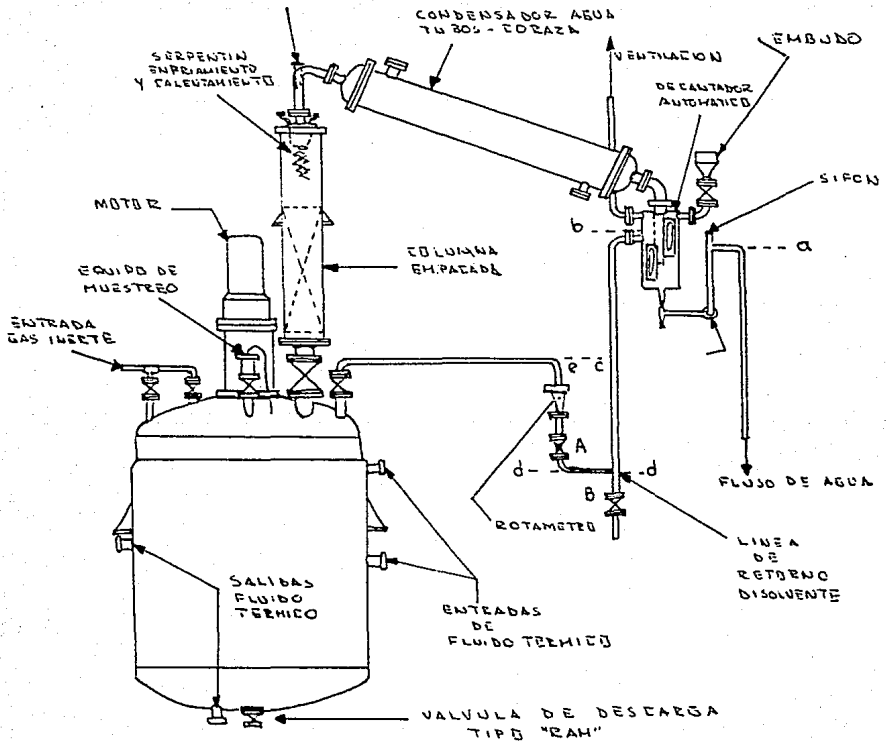 CONDENSADOR AGUA
TUBOS - CORAZA
SERPENTIN
ENFRIAMIENTO
Y CALENTAMIENTO
VENTILACION
EMBUDO
DECANTADOR
AUTOMATICO
SIFON
MOTOR
b
a
COLUMNA
EMPACADA
EQUIPO DE
MUESTREO
ENTRADA
GAS INERTE
e c
A
d d
B
FLUJO DE AGUA
ROTAMETRO
LINEA
DE
RETORNO
DISOLVENTE
SALIDAS
FLUIDO
TERMICO
ENTRADAS
DE
FLUIDO TERMICO
VALVULA DE DESCARGA
TIPO "RAM"